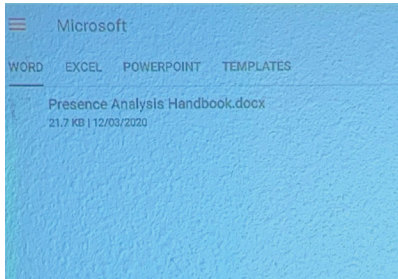 Microsoft
WORD EXCEL POWERPOINT TEMPLATES
Presence Analysis Handbook.docx
21.7 KB | 12/03/2020